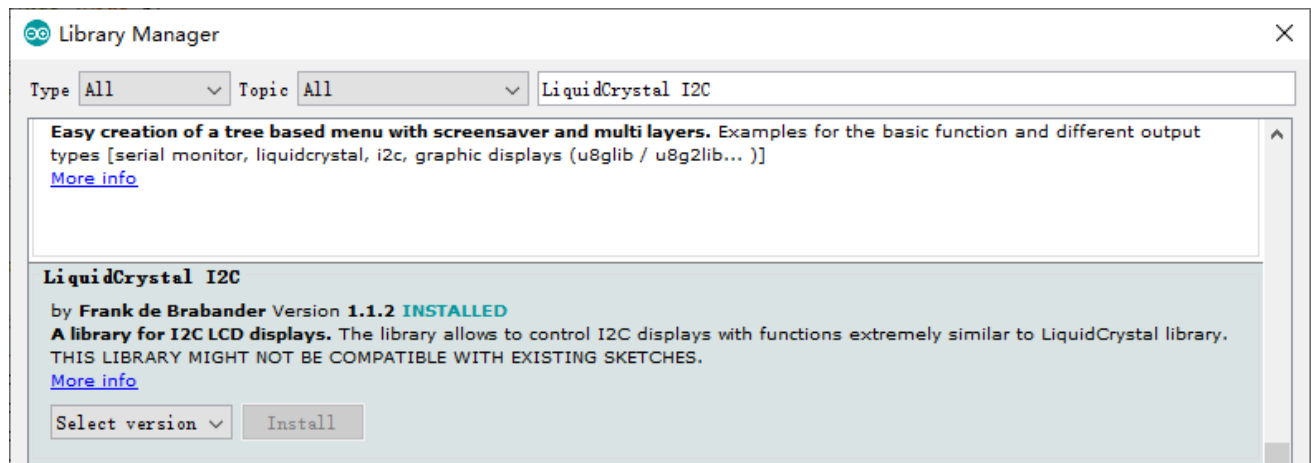 Library Manager
Type All Topic All LiquidCrystal I2C
Easy creation of a tree based menu with screensaver and multi layers. Examples for the basic function and different output
types [serial monitor, liquidcrystal, i2c, graphic displays (u8glib / u8g2lib... )]
More info
LiquidCrystal I2C
by Frank de Brabander Version 1.1.2 INSTALLED
A library for I2C LCD displays. The library allows to control I2C displays with functions extremely similar to LiquidCrystal library.
THIS LIBRARY MIGHT NOT BE COMPATIBLE WITH EXISTING SKETCHES.
More info
Select version Install